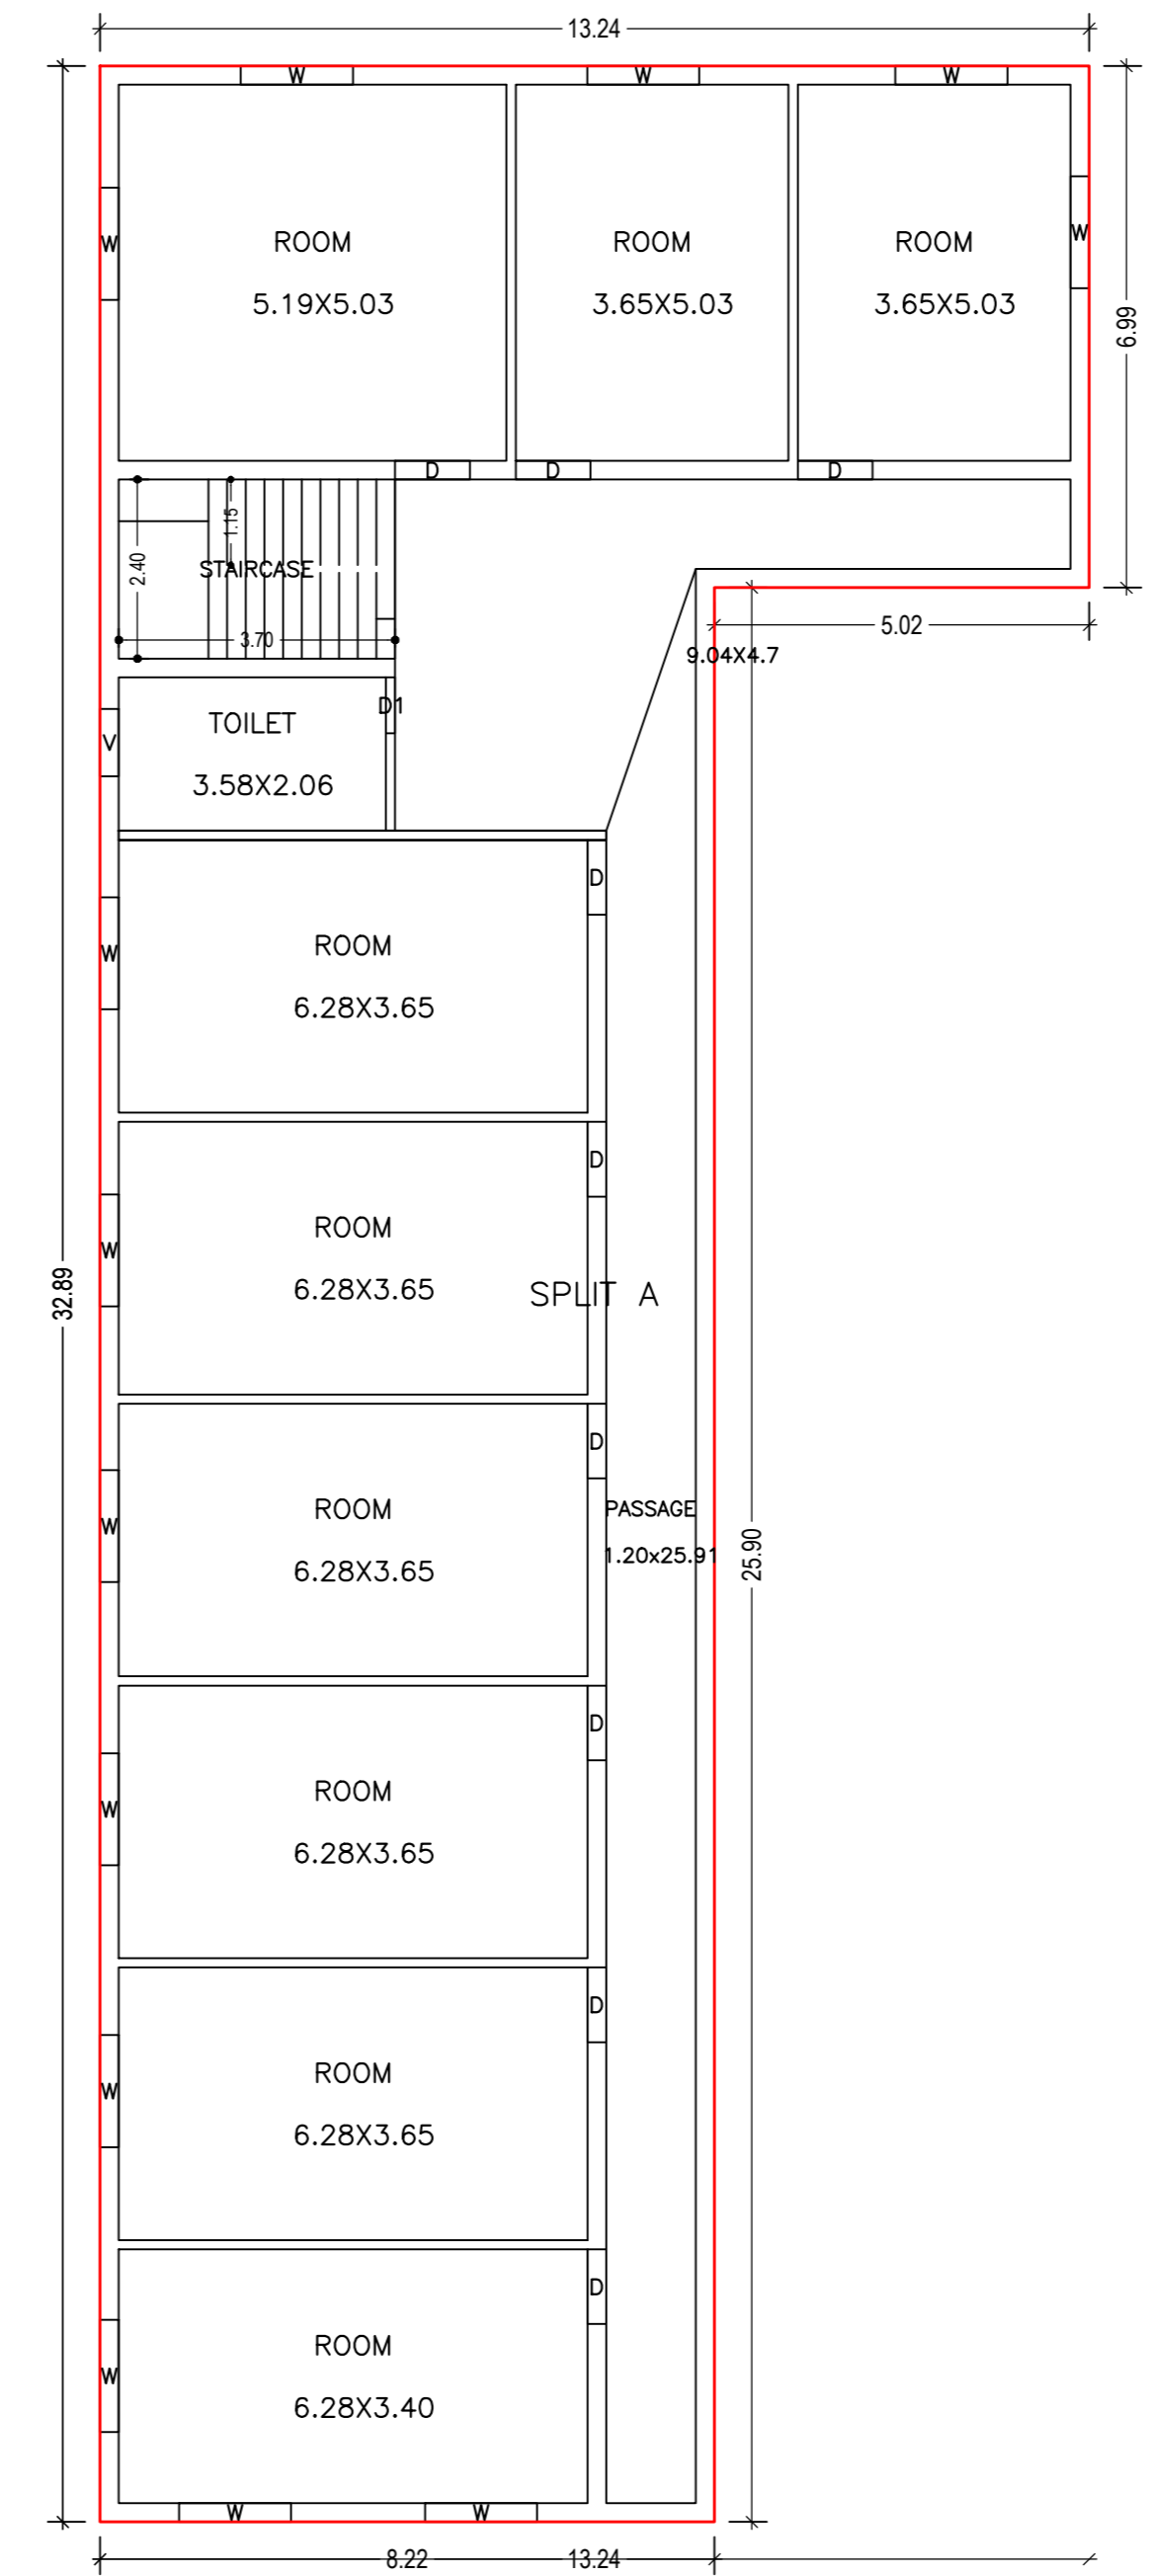 13.24
W W W
W
ROOM ROOM ROOM
W
5.19X5.03 3.65X5.03 3.65X5.03
6.99
D D D
1.15
2.40
STAIRCASE
3.70
5.02
9.04X4.7
D1
TOILET
V
3.58X2.06
D
ROOM
W
6.28X3.65
D
ROOM
W
6.28X3.65
SPLIT A
32.89
D
ROOM
PASSAGE
W
1.20x25.91
25.90
6.28X3.65
D
ROOM
W
6.28X3.65
D
ROOM
W
6.28X3.65
D
ROOM
W
6.28X3.40
W W
8.22 13.24